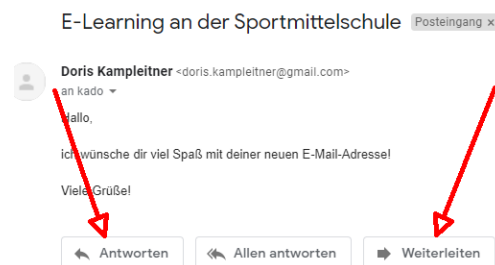 E-Learning an der Sportmittelschule Posteingang x
Doris Kampleitner <doris.kampleitner@gmail.com>
an kado
Hallo,
ich wünsche dir viel Spaß mit deiner neuen E-Mail-Adresse!
Viele Grüße!
Antworten Allen antworten Weiterleiten